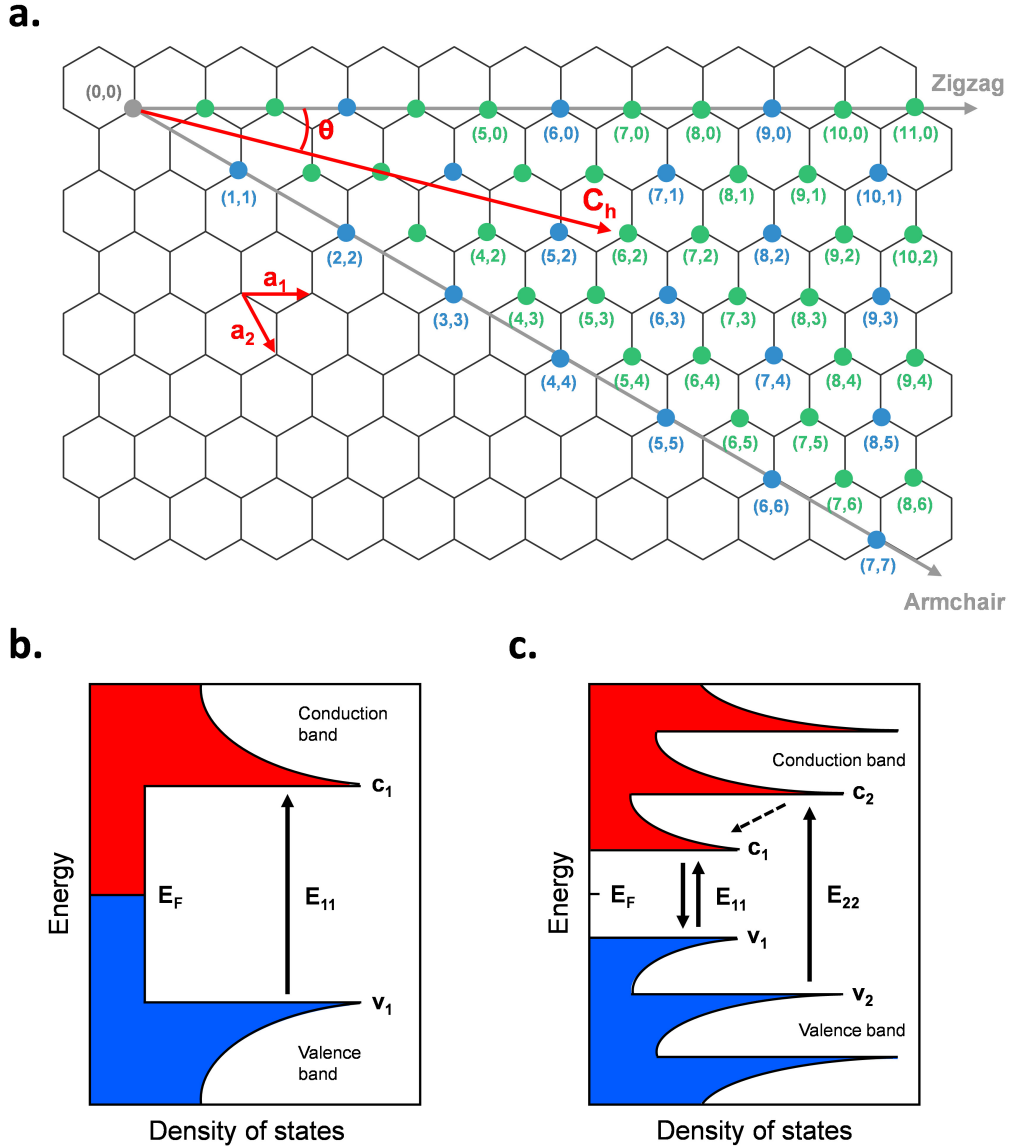 a.
Zigzag
(0,0)
θ
(5,0) (6,0) (7,0) (8,0) (9,0) (10,0) (11,0)
(1,1) Ch (7,1) (8,1) (9,1) (10,1)
(2,2) (4,2) (5,2) (6,2) (7,2) (8,2) (9,2) (10,2)
a1
a2
(3,3) (4,3) (5,3) (6,3) (7,3) (8,3) (9,3)
(4,4) (5,4) (6,4) (7,4) (8,4) (9,4)
(5,5) (6,5) (7,5) (8,5)
(6,6) (7,6) (8,6)
(7,7)
Armchair
b.
Conduction
band
c1
Energy
EF
E11
v1
Valence
band
Density of states
c.
Conduction band
c2
c1
Energy
EF
E11
E22
v1
v2
Valence band
Density of states